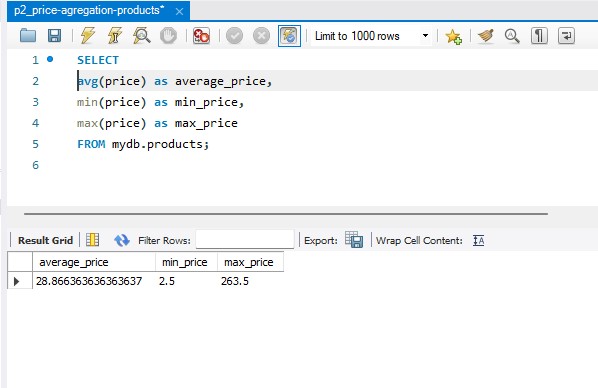 p2_price-agregation-products*
Limit to 1000 rows
1 SELECT
2 avg(price) as average_price,
3 min(price) as min_price,
4 max(price) as max_price
5 FROM mydb.products;
6
Result Grid Filter Rows: Export: Wrap Cell Content:
average_price min_price max_price
28.866363636363637 2.5 263.5